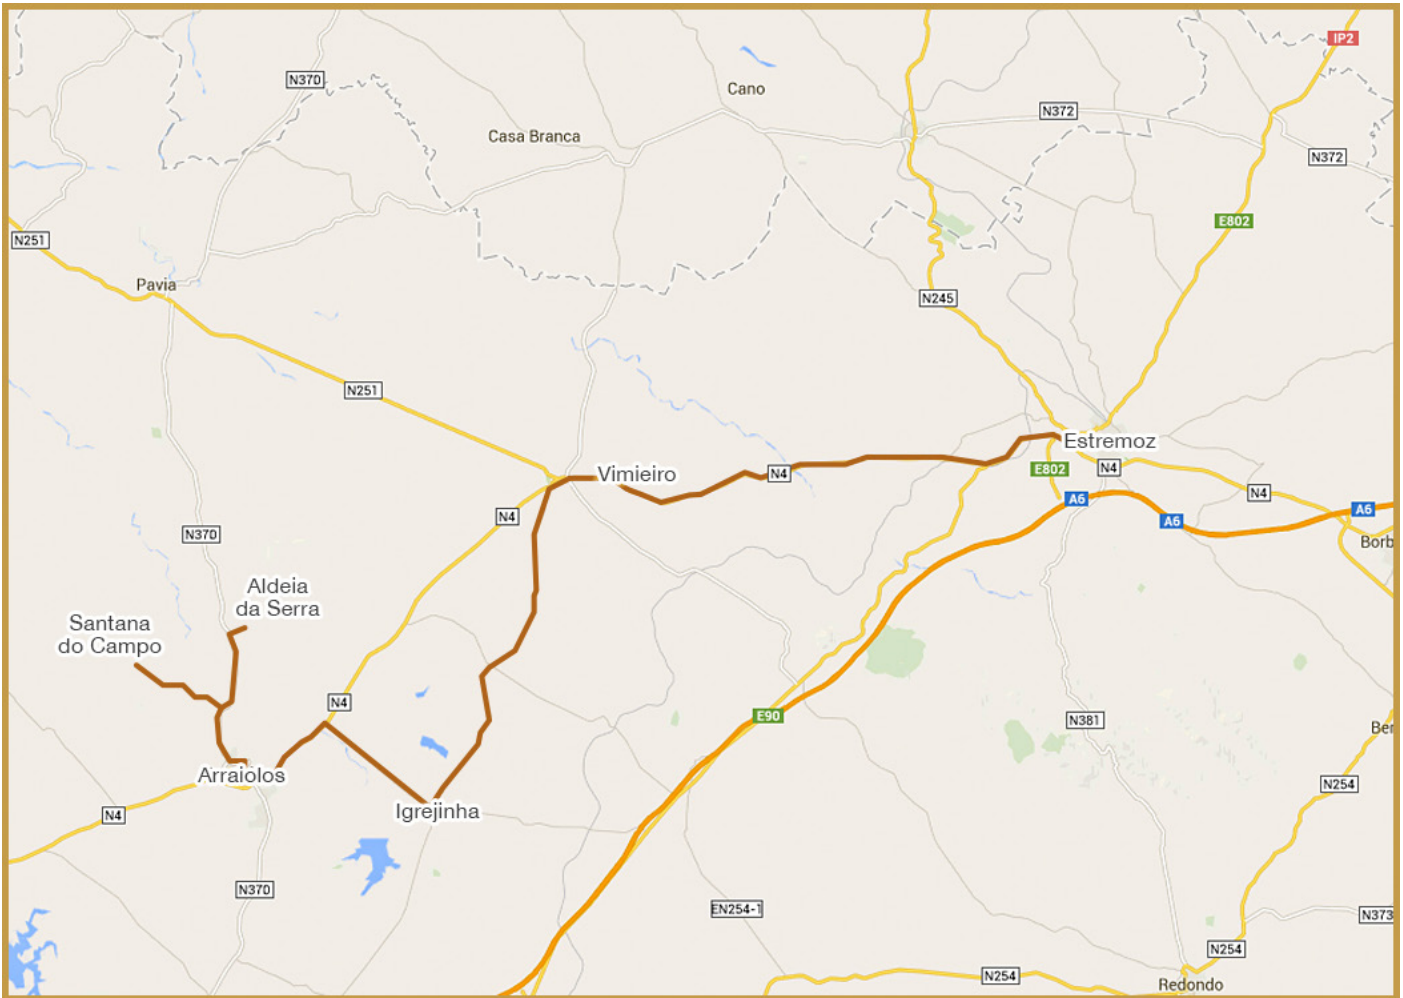 IP2
N370
Cano
N372
Casa Branca
N372
E802
N251
Pavia
N245
N251
Estremoz
E802
N4
Vimieiro
N4
N4
A6
A6
A6
N4
N370
Borb
Aldeia
da Serra
Santana
do Campo
N4
E90
N381
Ber
Arraiolos
N254
Igrejinha
N4
N370
EN254-1
N373
N254
N254
Redondo